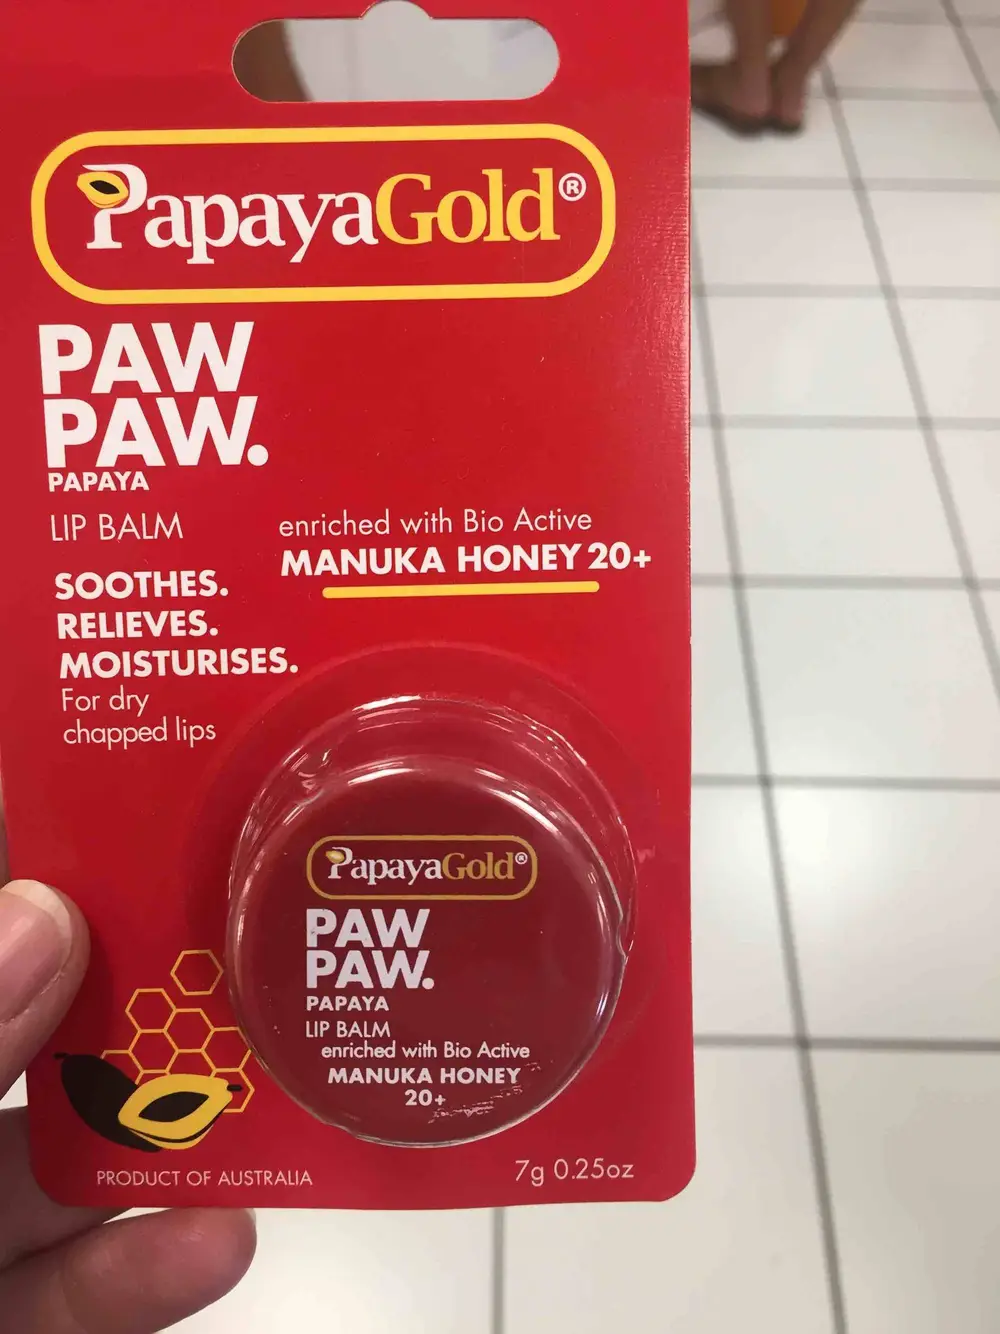 PapayaGold®
PAW
PAW.
PAPAYA
LIP BALM
enriched with Bio Active
MANUKA HONEY 20+
SOOTHES.
RELIEVES.
MOISTURISES.
For dry
chapped lips
PapayaGold®
PAW
PAW.
PAPAYA
LIP BALM
enriched with Bio Active
MANUKA HONEY
20+
PRODUCT OF AUSTRALIA
7g 0.25oz